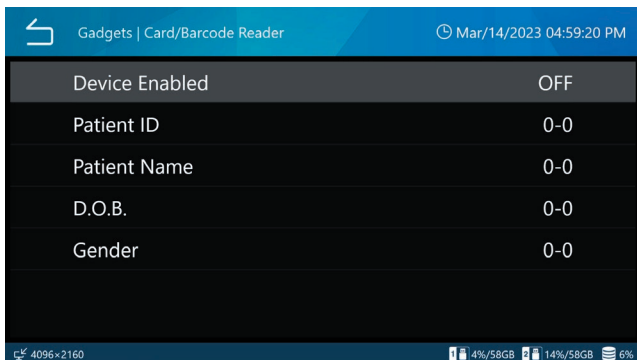 Gadgets | Card/Barcode Reader Mar/14/2023 04:59:20 PM
Device Enabled OFF
Patient ID 0-0
Patient Name 0-0
D.O.B. 0-0
Gender 0-0
4096×2160 1 4%/58GB 2 14%/58GB 6%